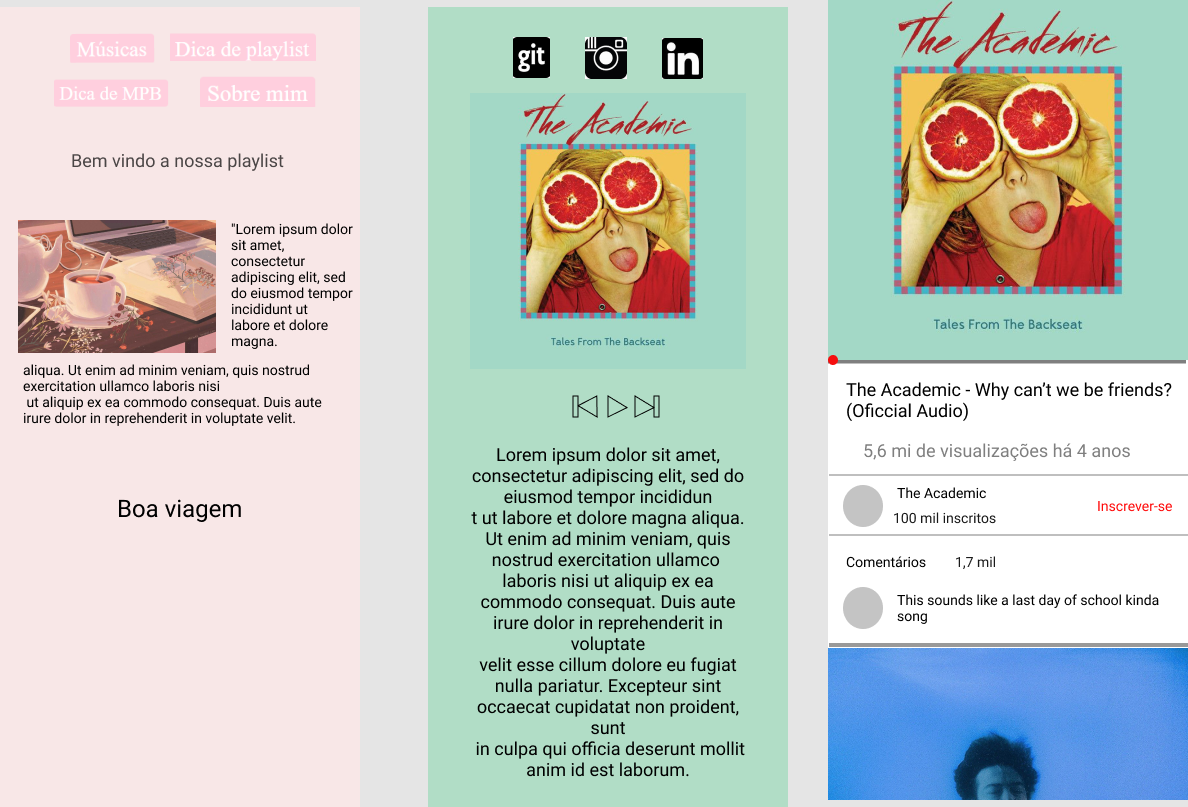 Músicas
Dica de playlist
Dica de MPB
Sobre mim
Bem vindo a nossa playlist
"Lorem ipsum dolor
sit amet,
consectetur
adipiscing elit, sed
do eiusmod tempor
incididunt ut
labore et dolore
magna.
aliqua. Ut enim ad minim veniam, quis nostrud
exercitation ullamco laboris nisi
ut aliquip ex ea commodo consequat. Duis aute
irure dolor in reprehenderit in voluptate velit.
Boa viagem
git
in
The Academic
Tales From The Backseat
Lorem ipsum dolor sit amet,
consectetur adipiscing elit, sed do
eiusmod tempor incididun
t ut labore et dolore magna aliqua.
Ut enim ad minim veniam, quis
nostrud exercitation ullamco
laboris nisi ut aliquip ex ea
commodo consequat. Duis aute
irure dolor in reprehenderit in
voluptate
velit esse cillum dolore eu fugiat
nulla pariatur. Excepteur sint
occaecat cupidatat non proident,
sunt
in culpa qui officia deserunt mollit
anim id est laborum.
The Academic
Tales From The Backseat
The Academic - Why can't we be friends?
(Oficcial Audio)
5,6 mi de visualizações há 4 anos
The Academic
100 mil inscritos
Inscrever-se
Comentários 1,7 mil
This sounds like a last day of school kinda
song